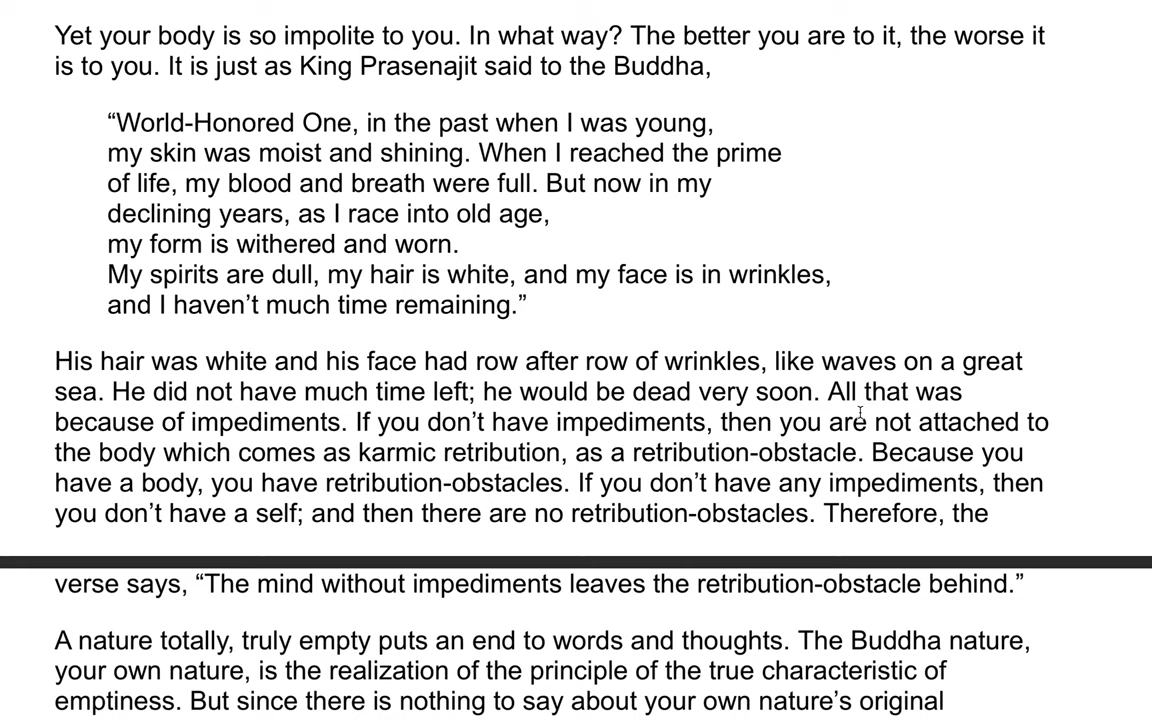 Yet your body is so impolite to you. In what way? The better you are to it, the worse it
is to you. It is just as King Prasenajit said to the Buddha,
“World-Honored One, in the past when I was young,
my skin was moist and shining. When I reached the prime
of life, my blood and breath were full. But now in my
declining years, as I race into old age,
my form is withered and worn.
My spirits are dull, my hair is white, and my face is in wrinkles,
and I haven’t much time remaining.”
His hair was white and his face had row after row of wrinkles, like waves on a great
sea. He did not have much time left; he would be dead very soon. All that was
because of impediments. If you don’t have impediments, then you are not attached to
the body which comes as karmic retribution, as a retribution-obstacle. Because you
have a body, you have retribution-obstacles. If you don’t have any impediments, then
you don’t have a self; and then there are no retribution-obstacles. Therefore, the
verse says, “The mind without impediments leaves the retribution-obstacle behind.”
A nature totally, truly empty puts an end to words and thoughts. The Buddha nature,
your own nature, is the realization of the principle of the true characteristic of
emptiness. But since there is nothing to say about your own nature’s original